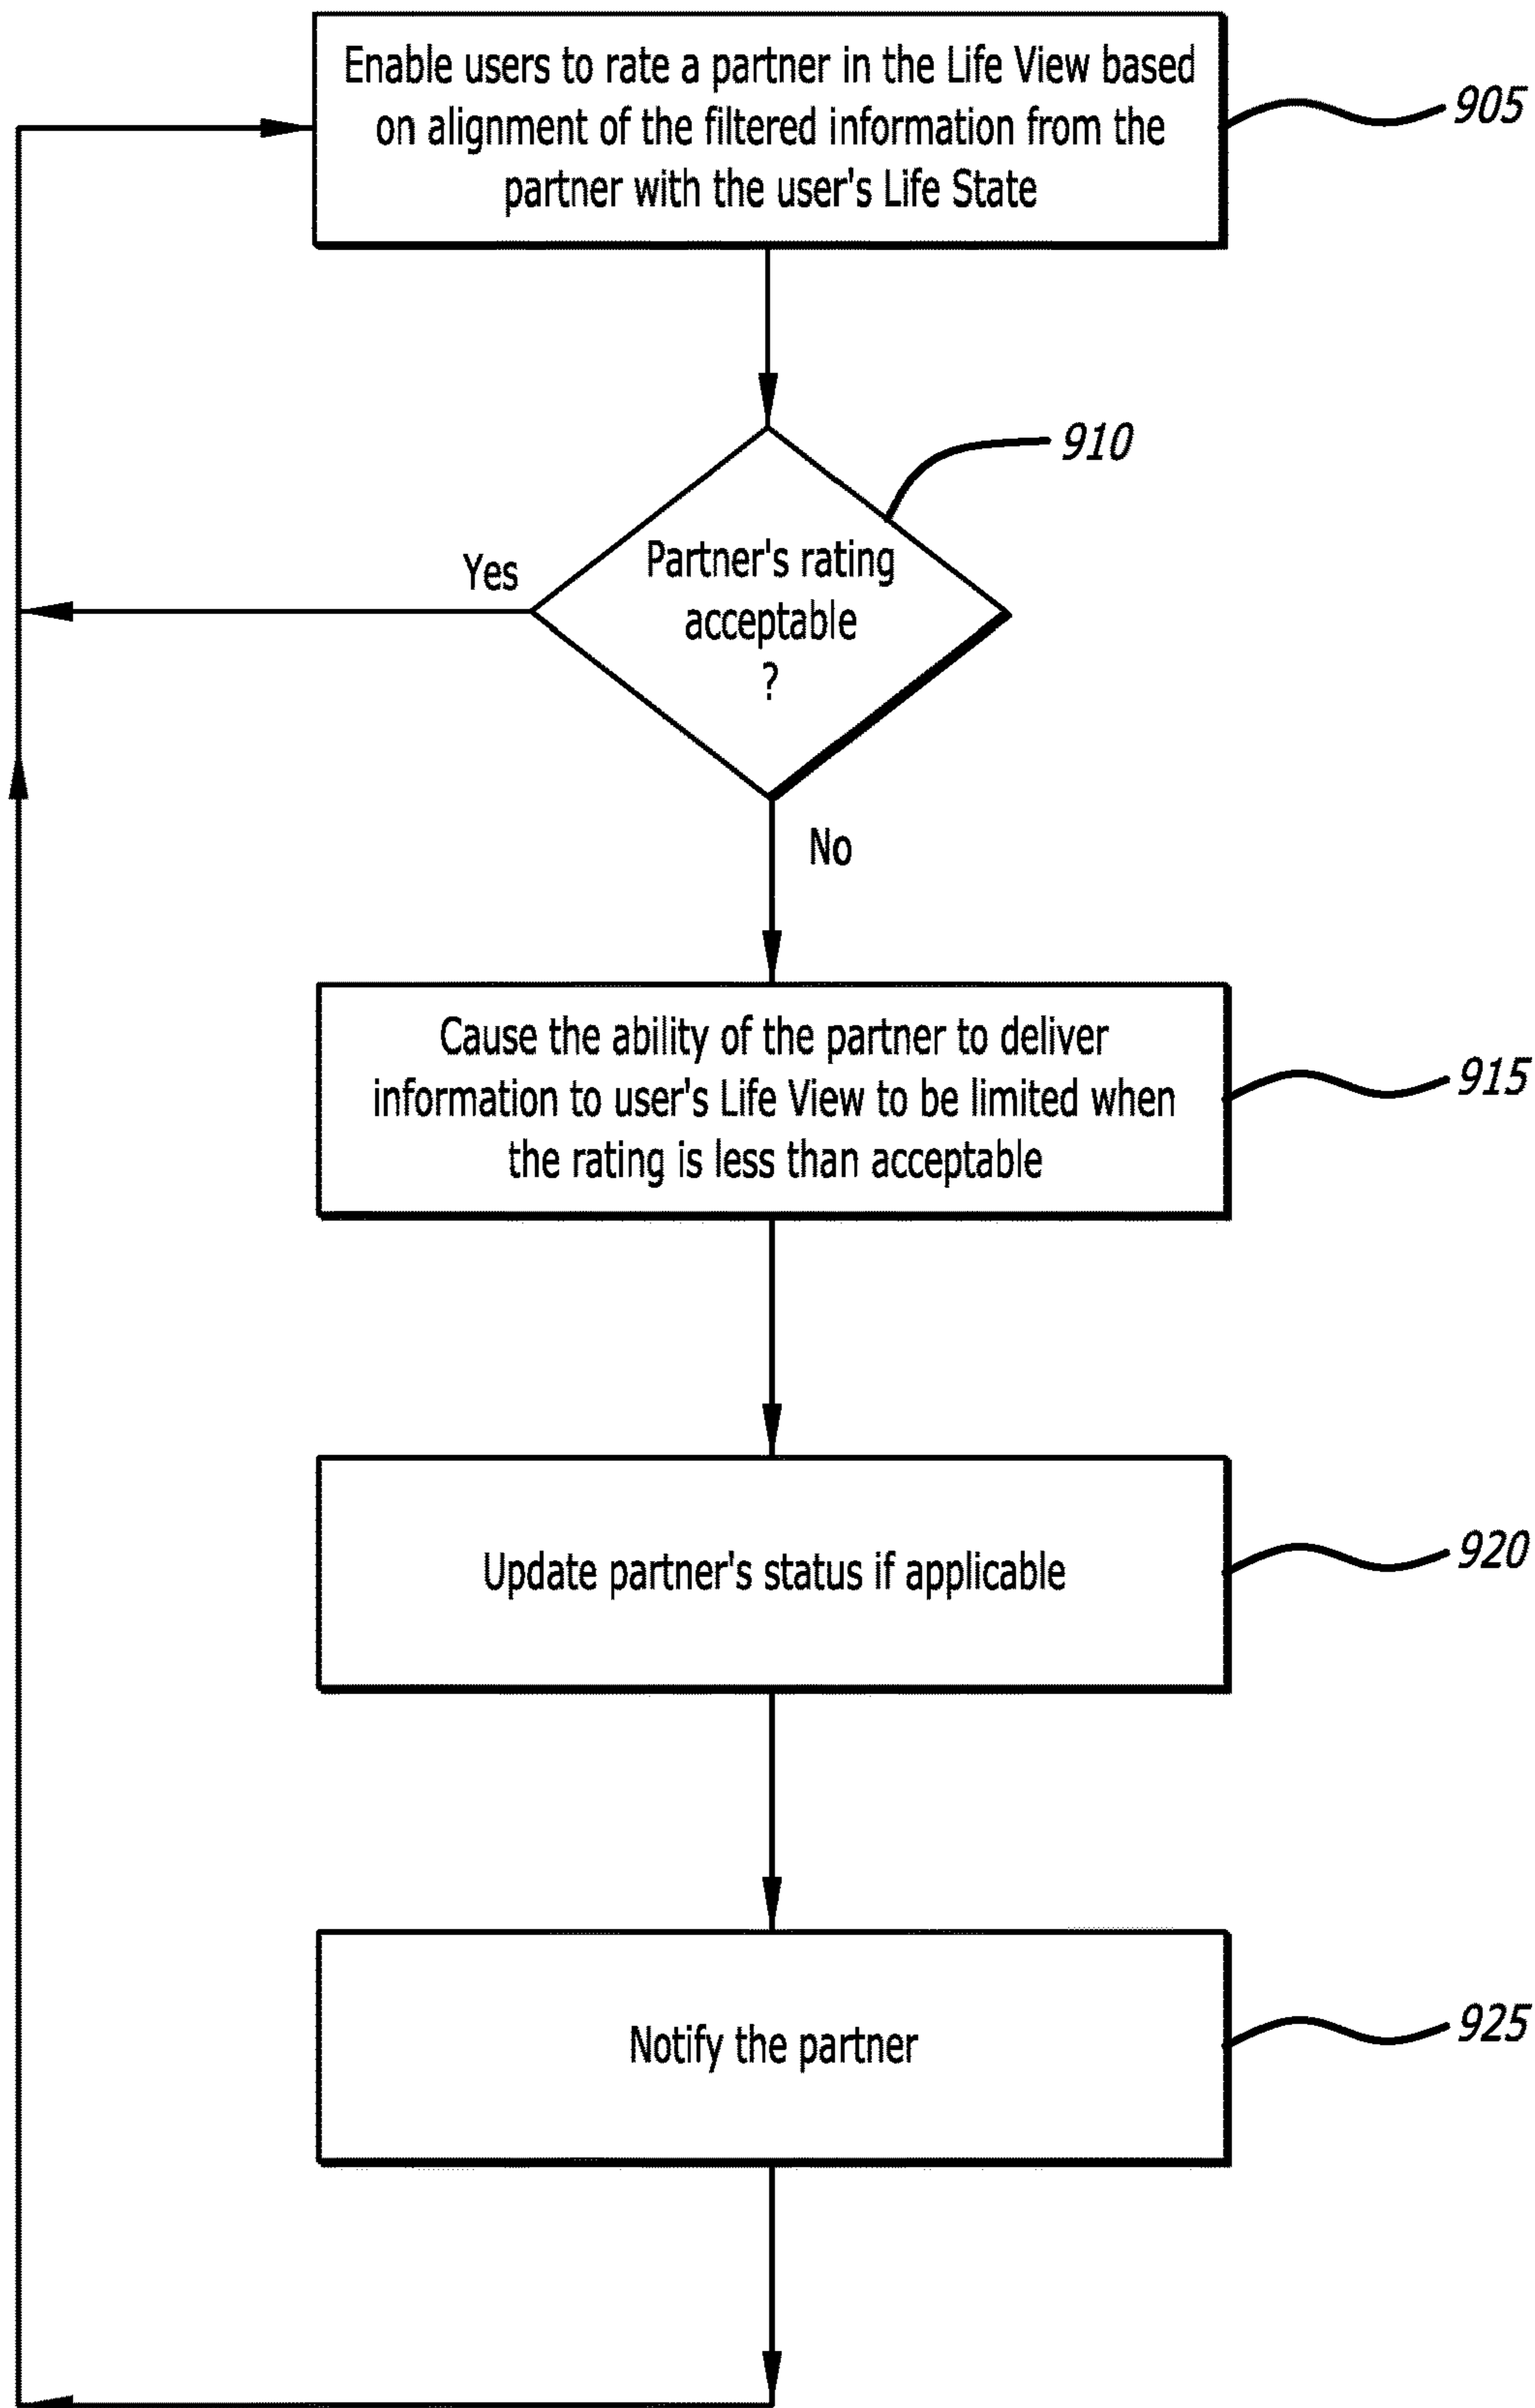 Enable users to rate a partner in the Life View based
on alignment of the filtered information from the
partner with the user's Life State
905
910
Partner's rating
acceptable
?
Yes
No
Cause the ability of the partner to deliver
information to user's Life View to be limited when
the rating is less than acceptable
915
Update partner's status if applicable
920
Notify the partner
925